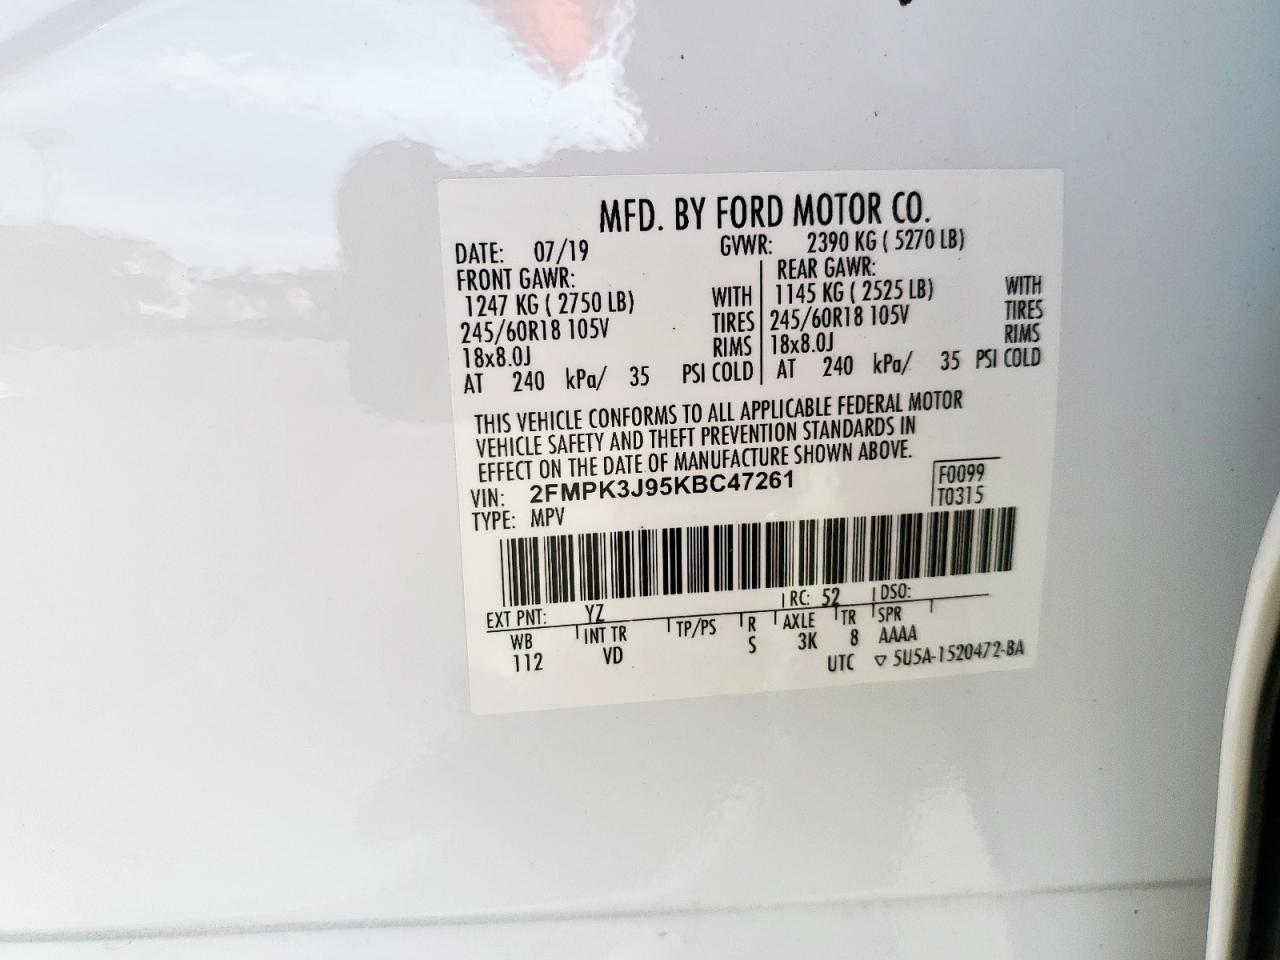 MFD. BY FORD MOTOR CO.
DATE: 07/19 GVWR: 2390 KG ( 5270 LB)
FRONT GAWR: REAR GAWR:
1247 KG ( 2750 LB) WITH 1145 KG ( 2525 LB) WITH
245/60R18 105V TIRES 245/60R18 105V TIRES
18x8.0J RIMS 18x8.0J RIMS
AT 240 kPa/ 35 PSI COLD AT 240 kPa/ 35 PSI COLD
THIS VEHICLE CONFORMS TO ALL APPLICABLE FEDERAL MOTOR
VEHICLE SAFETY AND THEFT PREVENTION STANDARDS IN
EFFECT ON THE DATE OF MANUFACTURE SHOWN ABOVE.
VIN: 2FMPK3J95KBC47261 F0099
TYPE: MPV T0315
EXT PNT: YZ RC: 52 DSO:
WB INT TR TP/PS R AXLE TR SPR
112 VD S 3K 8 AAAA
UTC ▽ 5U5A-1520472-BA